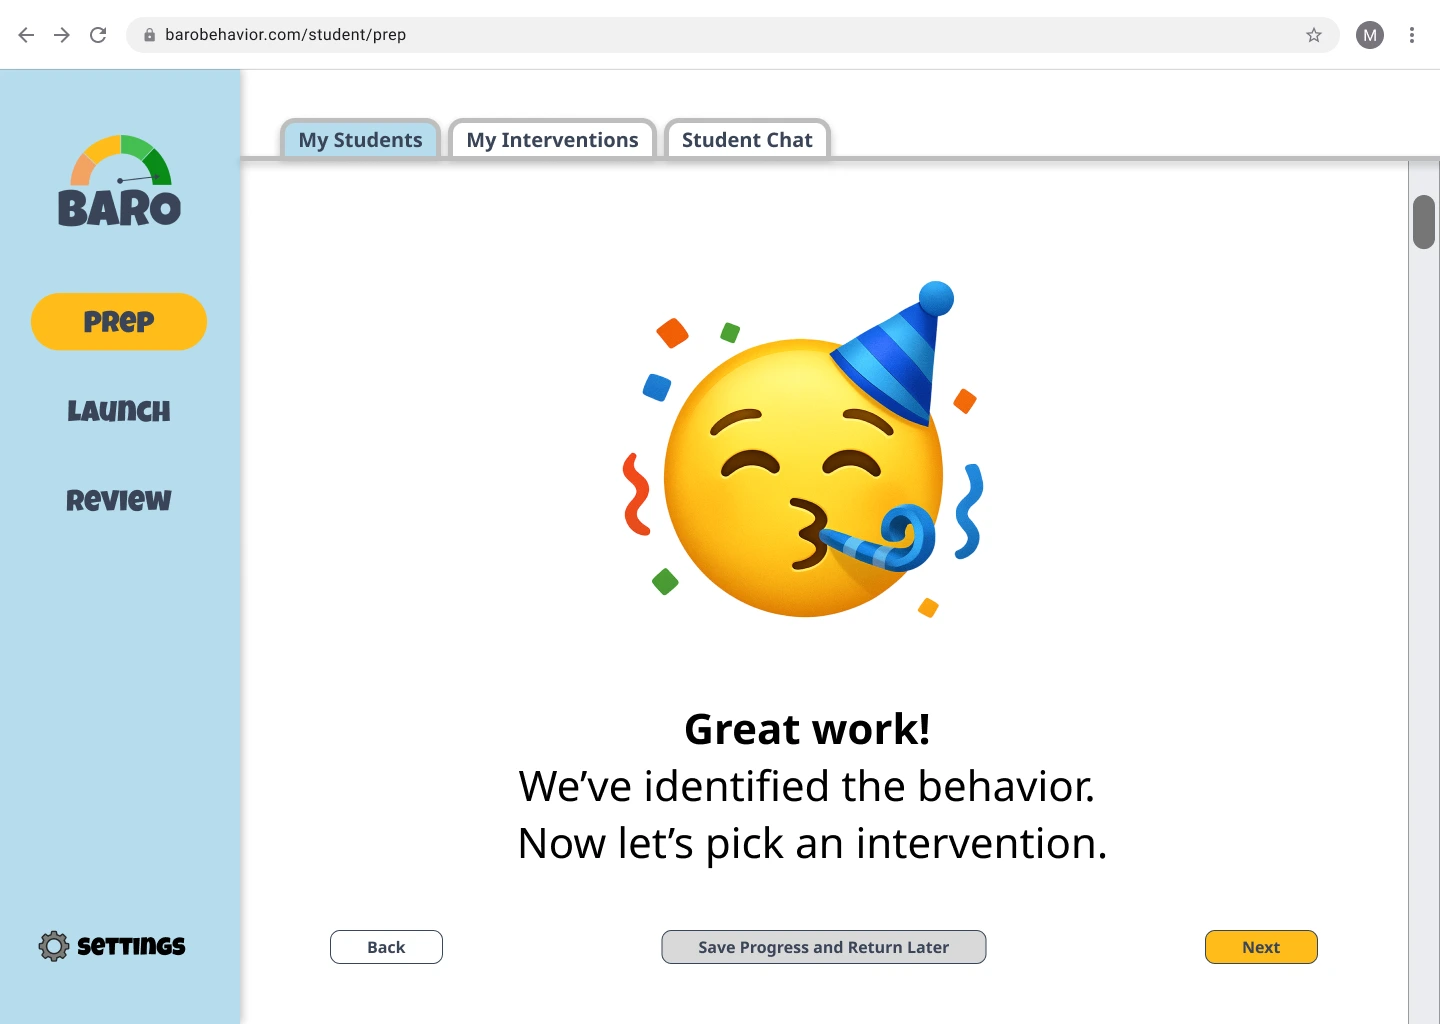 barobehavior.com/student/prep
M
BARO
My Students
My Interventions
Student Chat
Prep
Launch
Review
Great work!
We’ve identified the behavior.
Now let’s pick an intervention.
Settings
Back
Save Progress and Return Later
Next